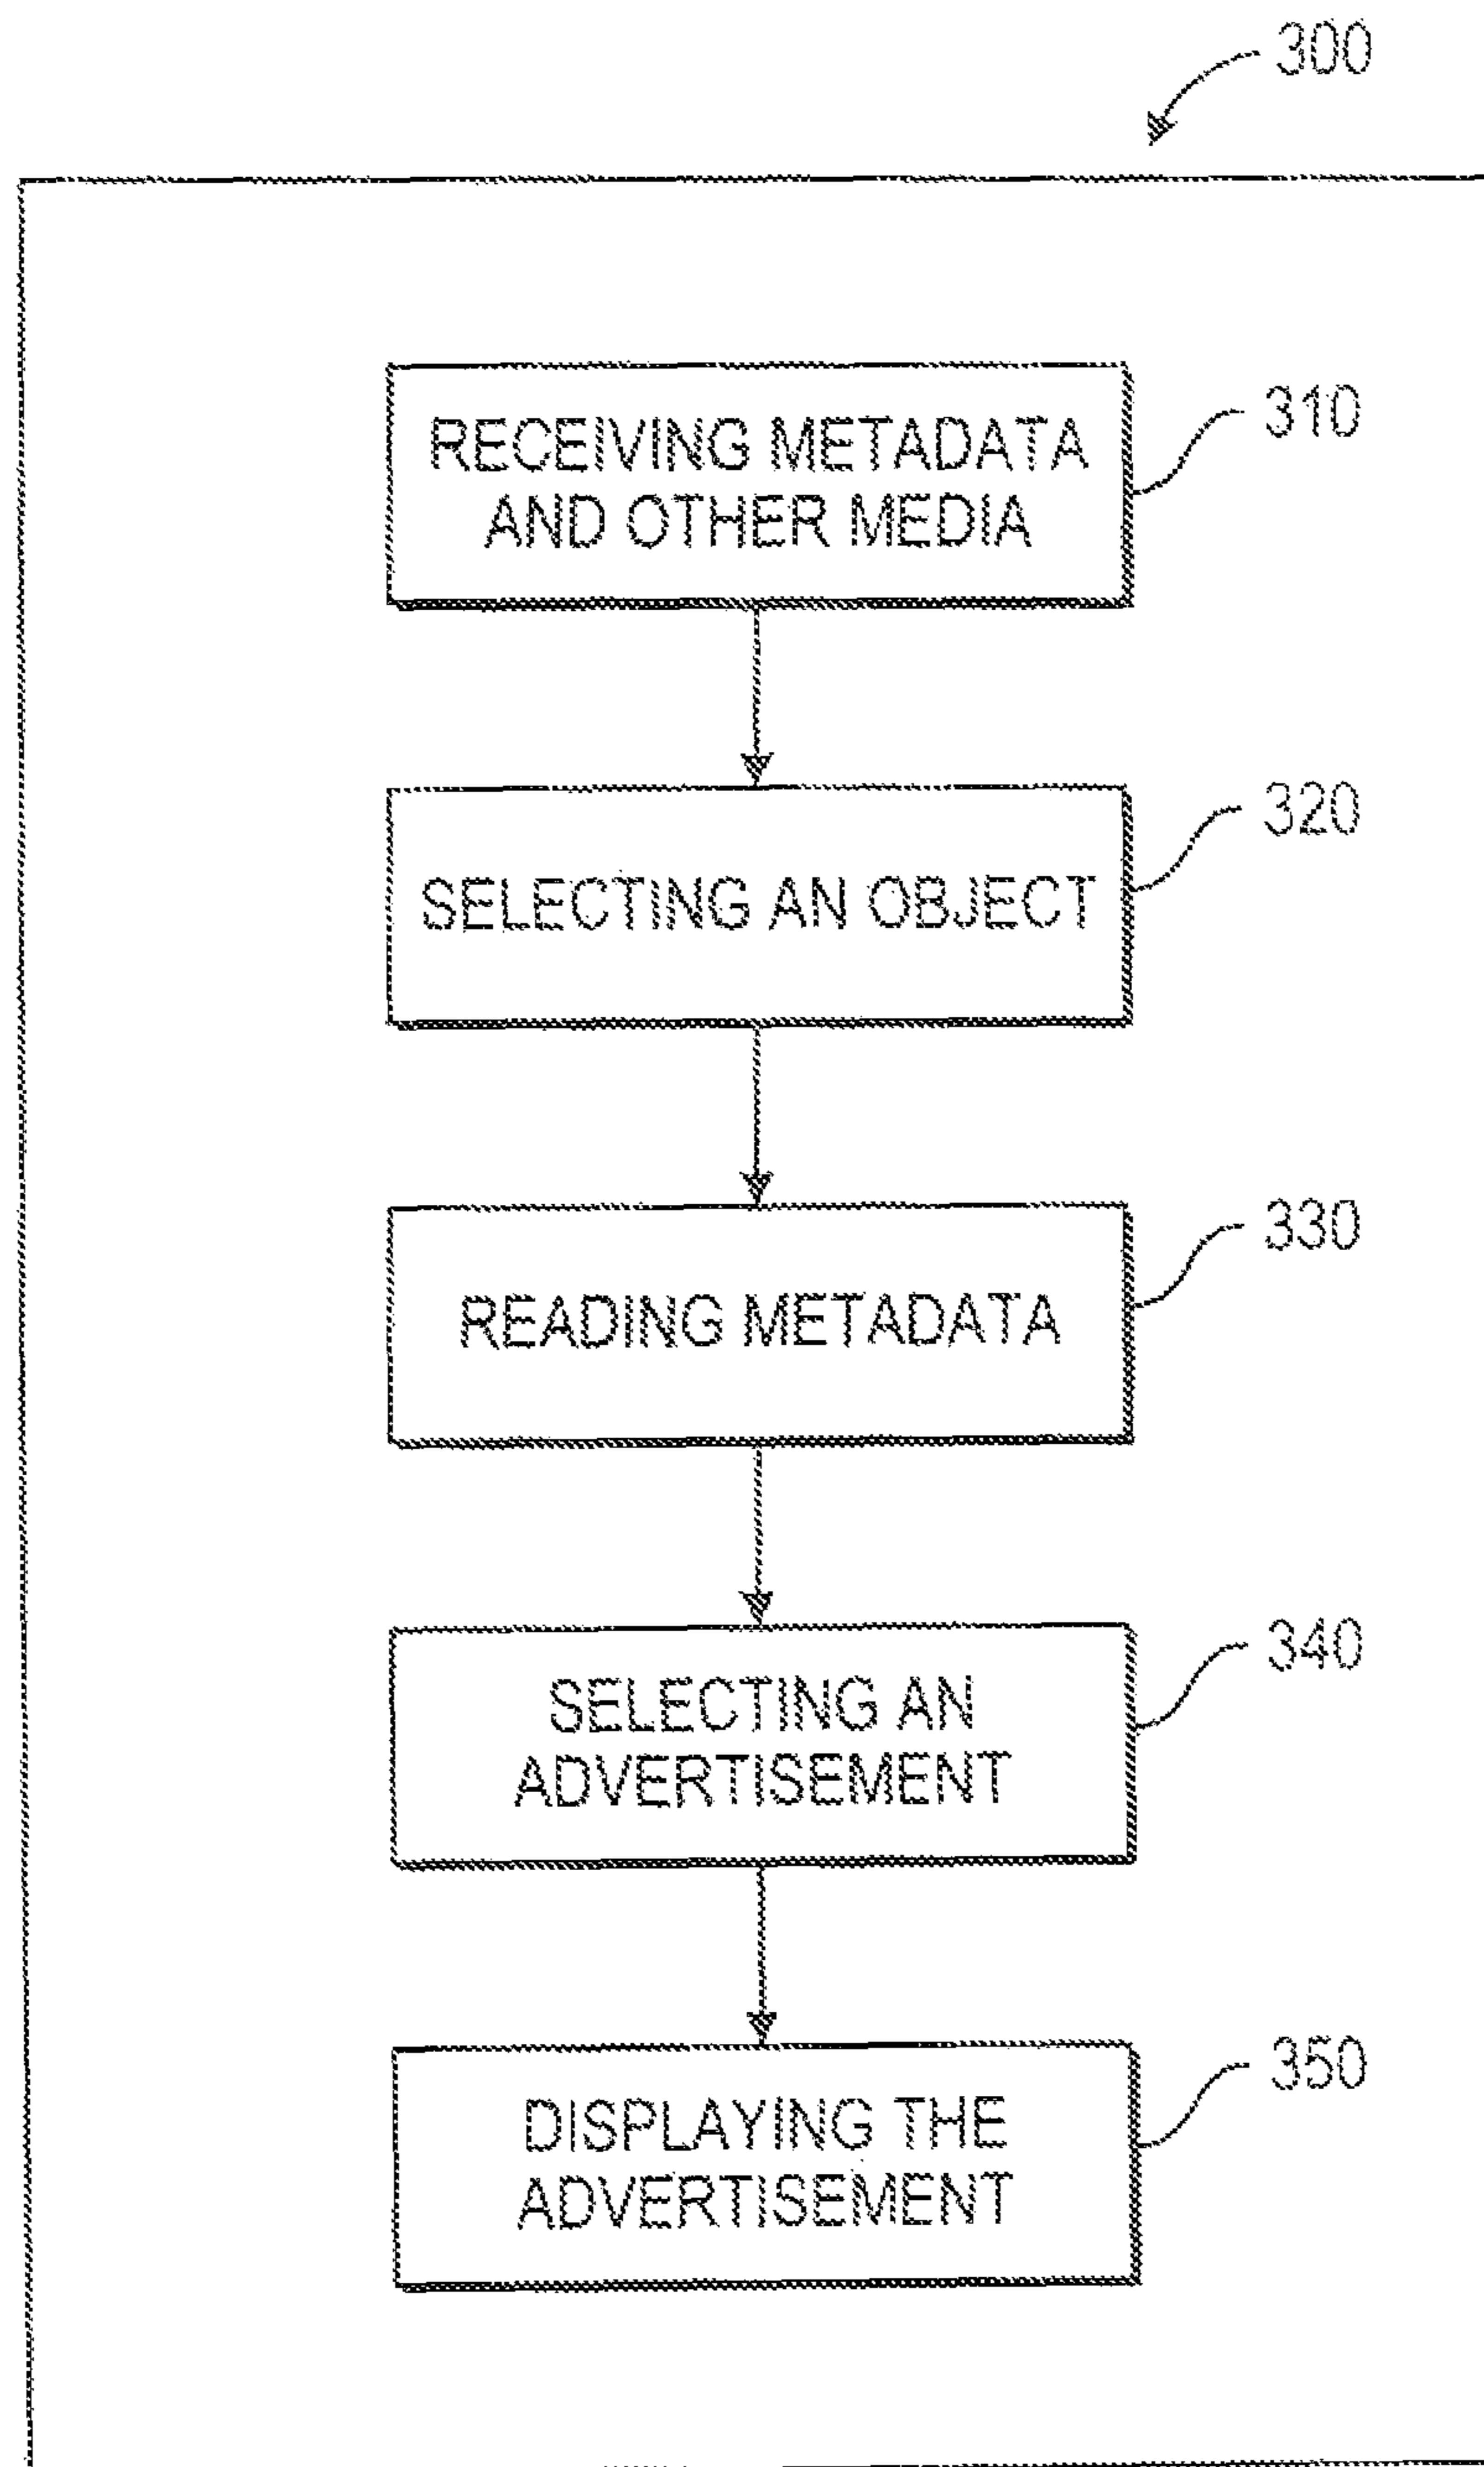 300
RECEIVING METADATA
AND OTHER MEDIA
310
SELECTING AN OBJECT
320
READING METADATA
330
SELECTING AN
ADVERTISEMENT
340
DISPLAYING THE
ADVERTISEMENT
350